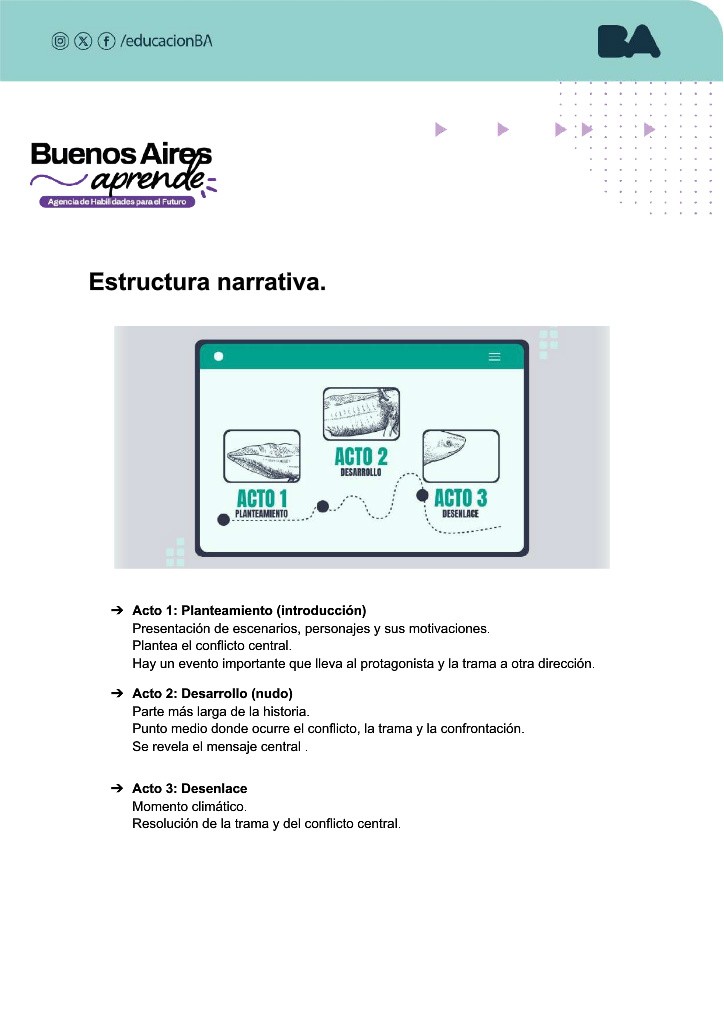 /educacionBA
BA
Buenos Aires
aprende
Agencia de Habilidades para el Futuro
Estructura narrativa.
ACTO 1
PLANTEAMIENTO
ACTO 2
DESARROLLO
ACTO 3
DESENLACE
➔ Acto 1: Planteamiento (introducción)
Presentación de escenarios, personajes y sus motivaciones.
Plantea el conflicto central.
Hay un evento importante que lleva al protagonista y la trama a otra dirección.
➔ Acto 2: Desarrollo (nudo)
Parte más larga de la historia.
Punto medio donde ocurre el conflicto, la trama y la confrontación.
Se revela el mensaje central .
➔ Acto 3: Desenlace
Momento climático.
Resolución de la trama y del conflicto central.